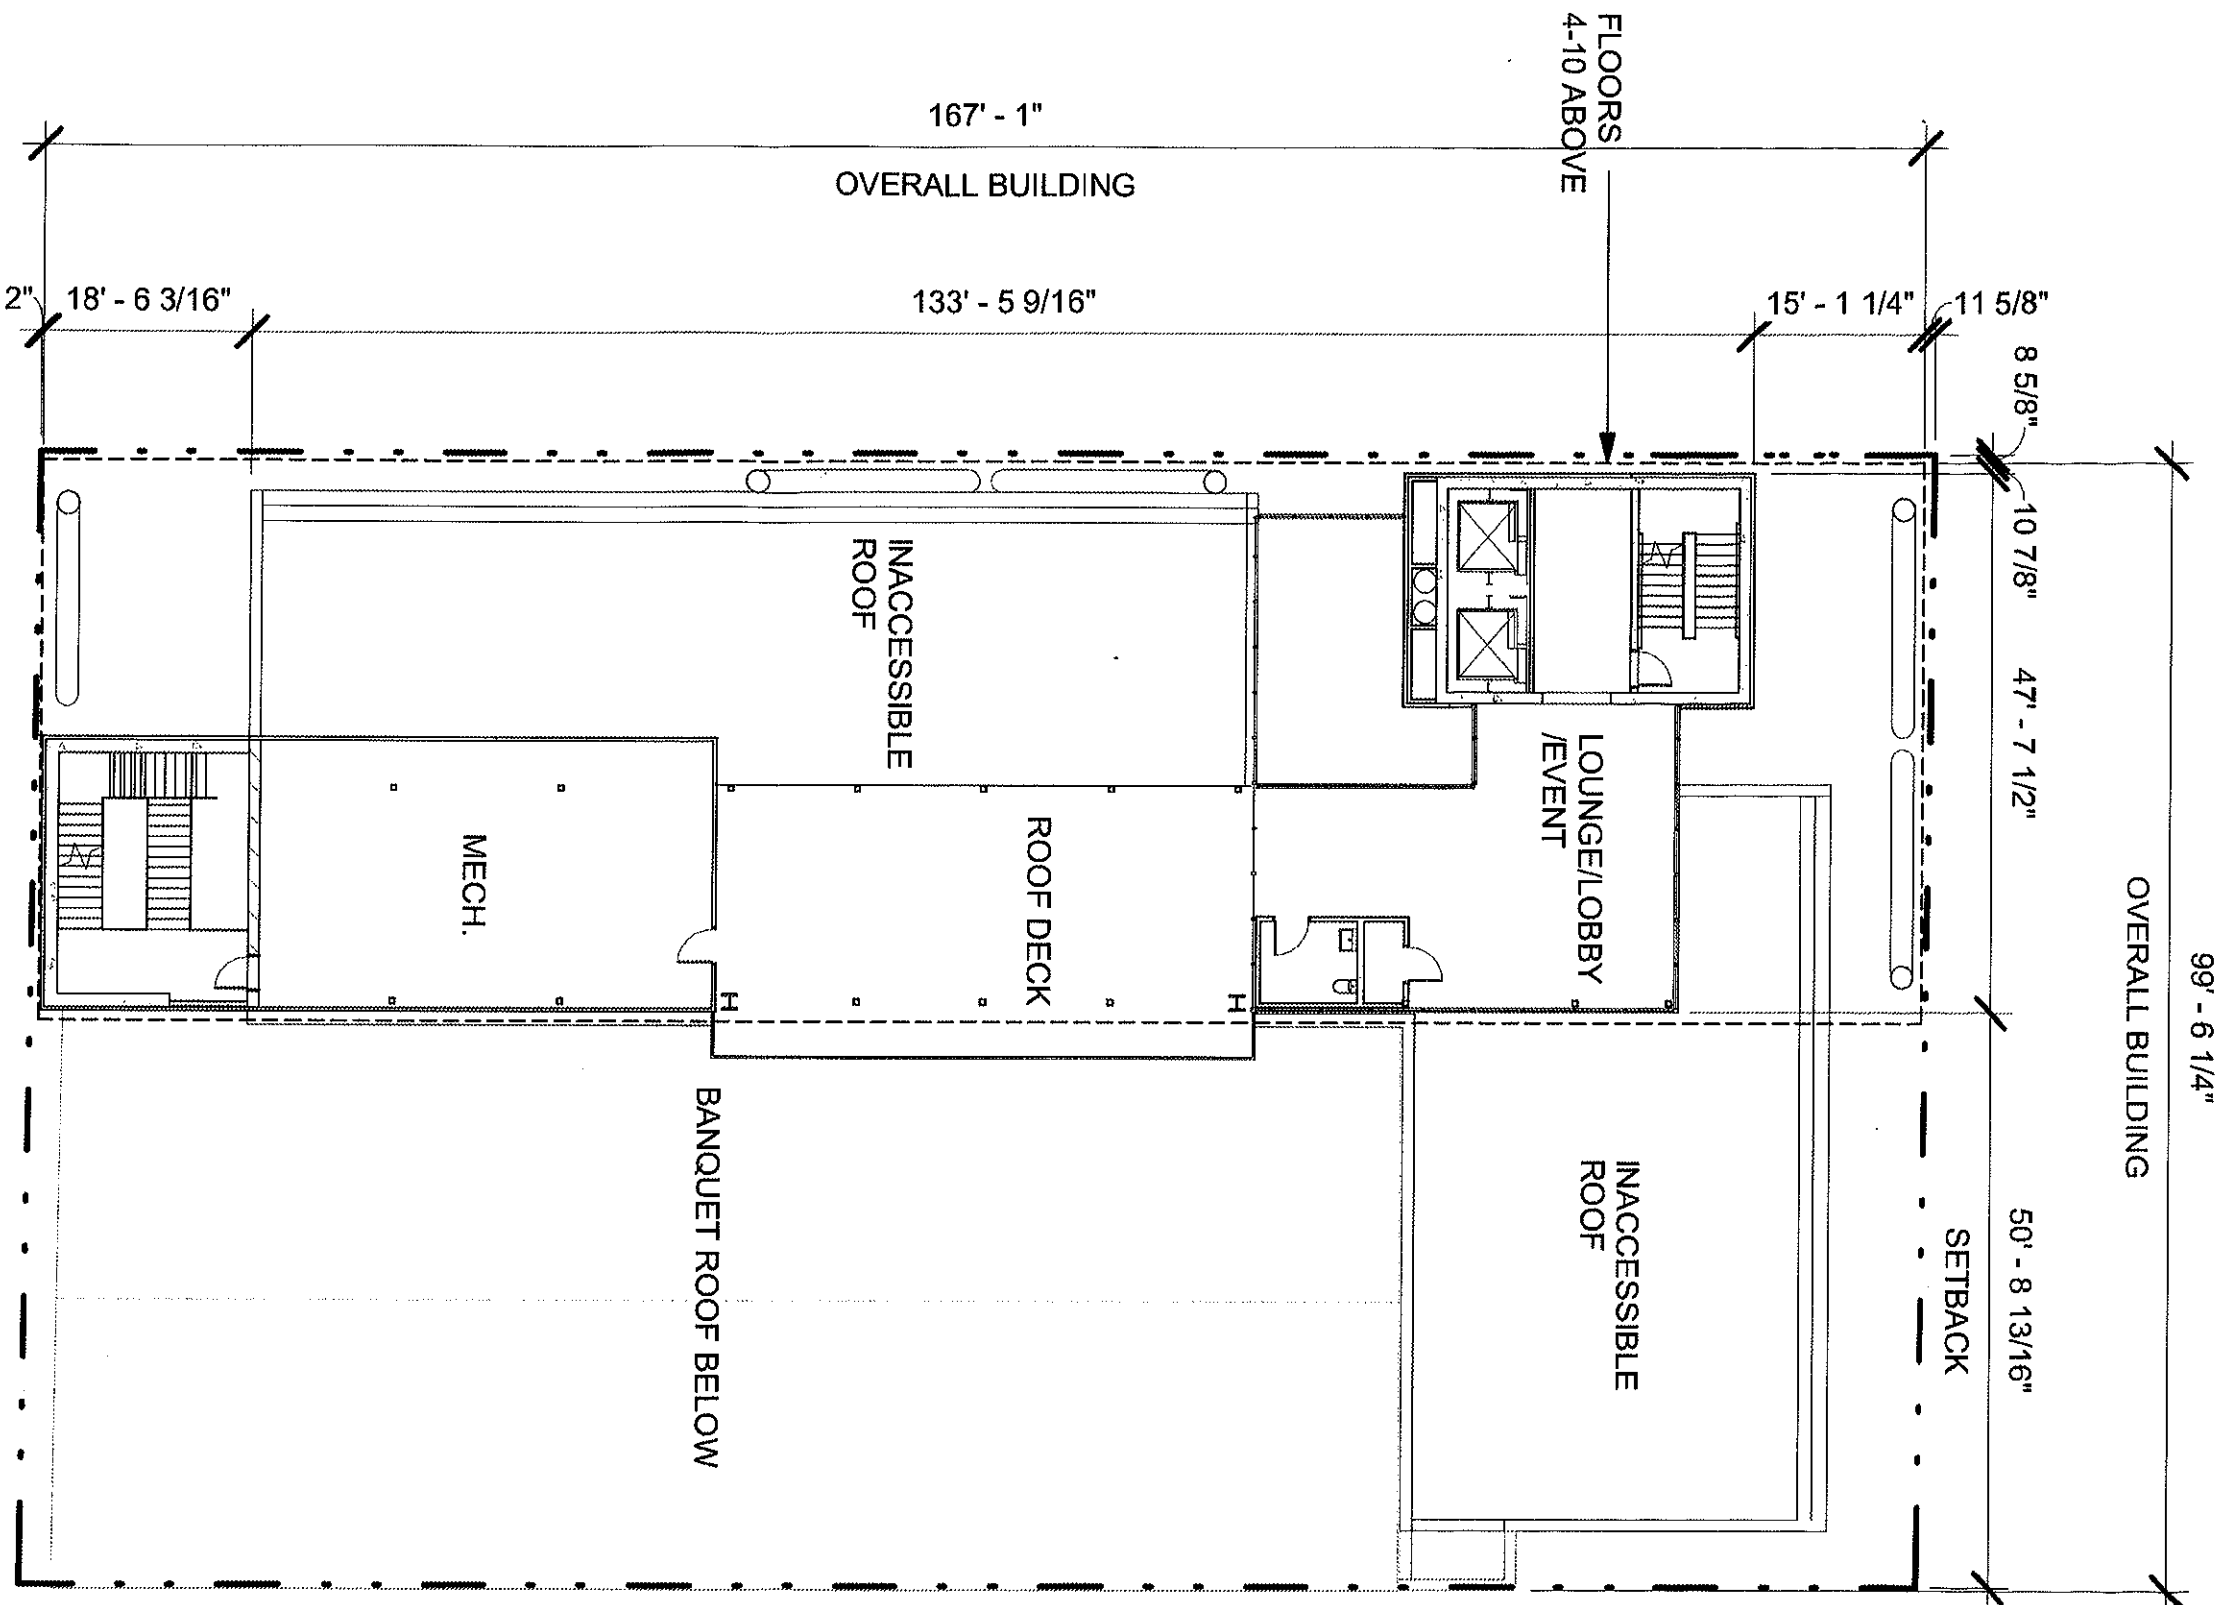 FLOORS
4-10 ABOVE
167' - 1"
OVERALL BUILDING
2"
18' - 6 3/16"
133' - 5 9/16"
15' - 1 1/4"
11 5/8"
8 5/8"
10 7/8"
47' - 7 1/2"
50' - 8 13/16"
SETBACK
OVERALL BUILDING
99' - 6 1/4"
INACCESSIBLE
ROOF
LOUNGE/LOBBY
/EVENT
MECH.
ROOF DECK
H
H
BANQUET ROOF BELOW
INACCESSIBLE
ROOF